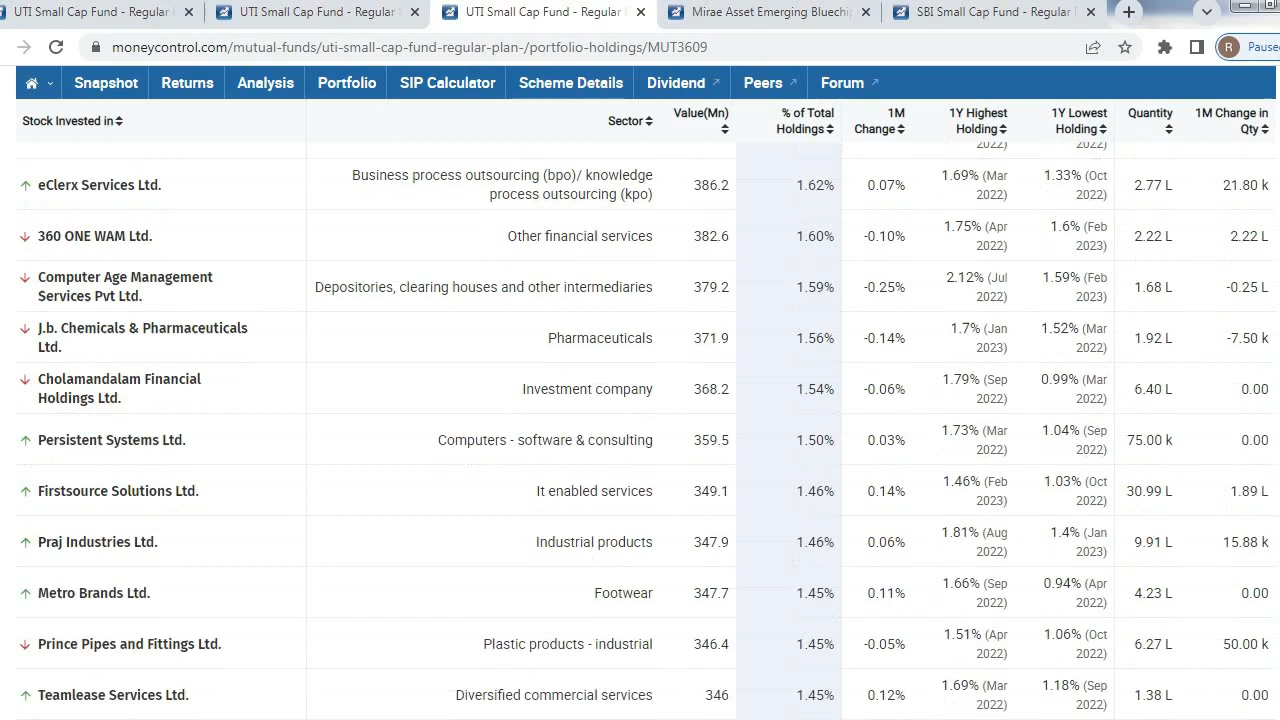 UTI Small Cap Fund - Regular
UTI Small Cap Fund - Regular
UTI Small Cap Fund - Regular
Mirae Asset Emerging Bluechip
SBI Small Cap Fund - Regular
moneycontrol.com/mutual-funds/uti-small-cap-fund-regular-plan-/portfolio-holdings/MUT3609
R Paused
Snapshot Returns Analysis Portfolio SIP Calculator Scheme Details Dividend Peers Forum
Stock Invested in Sector Value(Mn) % of Total Holdings 1M Change 1Y Highest Holding 1Y Lowest Holding Quantity 1M Change in Qty
2022) 2022)
eClerx Services Ltd. Business process outsourcing (bpo)/ knowledge process outsourcing (kpo) 386.2 1.62% 0.07% 1.69% (Mar 2022) 1.33% (Oct 2022) 2.77 L 21.80 k
360 ONE WAM Ltd. Other financial services 382.6 1.60% -0.10% 1.75% (Apr 2022) 1.6% (Feb 2023) 2.22 L 2.22 L
Computer Age Management Services Pvt Ltd. Depositories, clearing houses and other intermediaries 379.2 1.59% -0.25% 2.12% (Jul 2022) 1.59% (Feb 2023) 1.68 L -0.25 L
J.b. Chemicals & Pharmaceuticals Ltd. Pharmaceuticals 371.9 1.56% -0.14% 1.7% (Jan 2023) 1.52% (Mar 2022) 1.92 L -7.50 k
Cholamandalam Financial Holdings Ltd. Investment company 368.2 1.54% -0.06% 1.79% (Sep 2022) 0.99% (Mar 2022) 6.40 L 0.00
Persistent Systems Ltd. Computers - software & consulting 359.5 1.50% 0.03% 1.73% (Mar 2022) 1.04% (Sep 2022) 75.00 k 0.00
Firstsource Solutions Ltd. It enabled services 349.1 1.46% 0.14% 1.46% (Feb 2023) 1.03% (Oct 2022) 30.99 L 1.89 L
Praj Industries Ltd. Industrial products 347.9 1.46% 0.06% 1.81% (Aug 2022) 1.4% (Jan 2023) 9.91 L 15.88 k
Metro Brands Ltd. Footwear 347.7 1.45% 0.11% 1.66% (Sep 2022) 0.94% (Apr 2022) 4.23 L 0.00
Prince Pipes and Fittings Ltd. Plastic products - industrial 346.4 1.45% -0.05% 1.51% (Apr 2022) 1.06% (Oct 2022) 6.27 L 50.00 k
Teamlease Services Ltd. Diversified commercial services 346 1.45% 0.12% 1.69% (Mar 2022) 1.18% (Sep 2022) 1.38 L 0.00